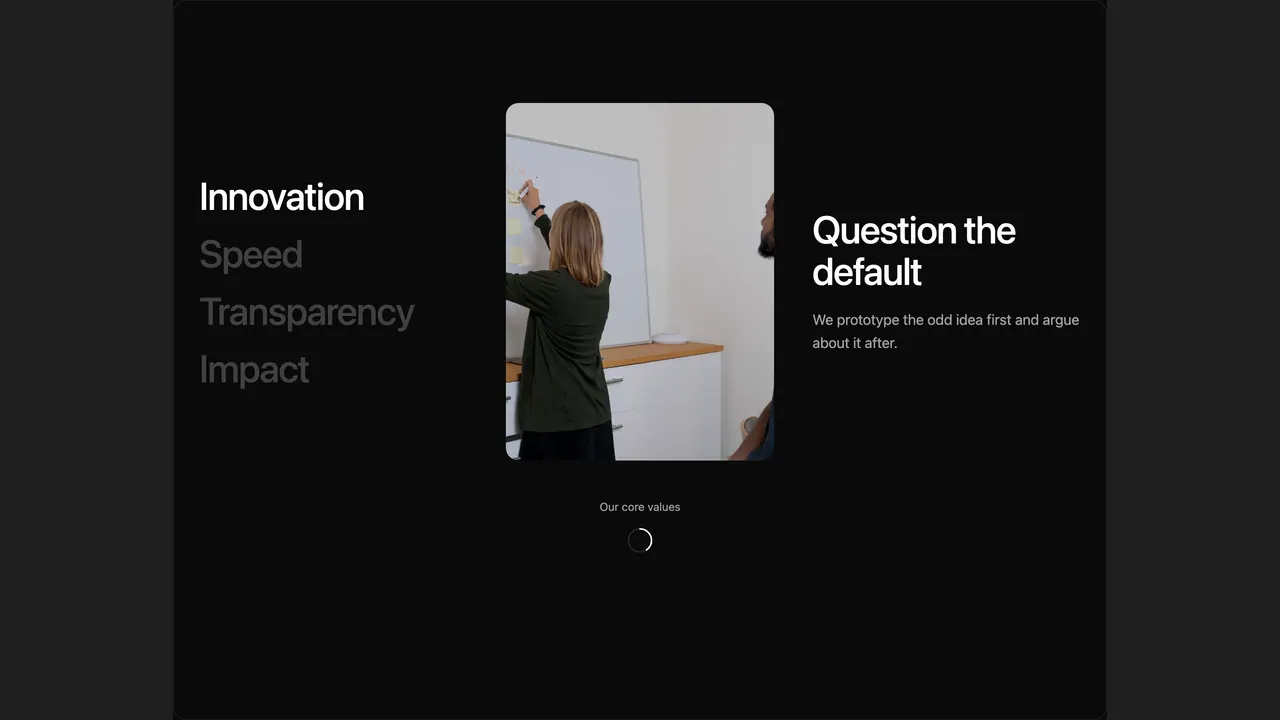 Innovation
Speed
Transparency
Impact
Question the
default
We prototype the odd idea first and argue
about it after.
Our core values